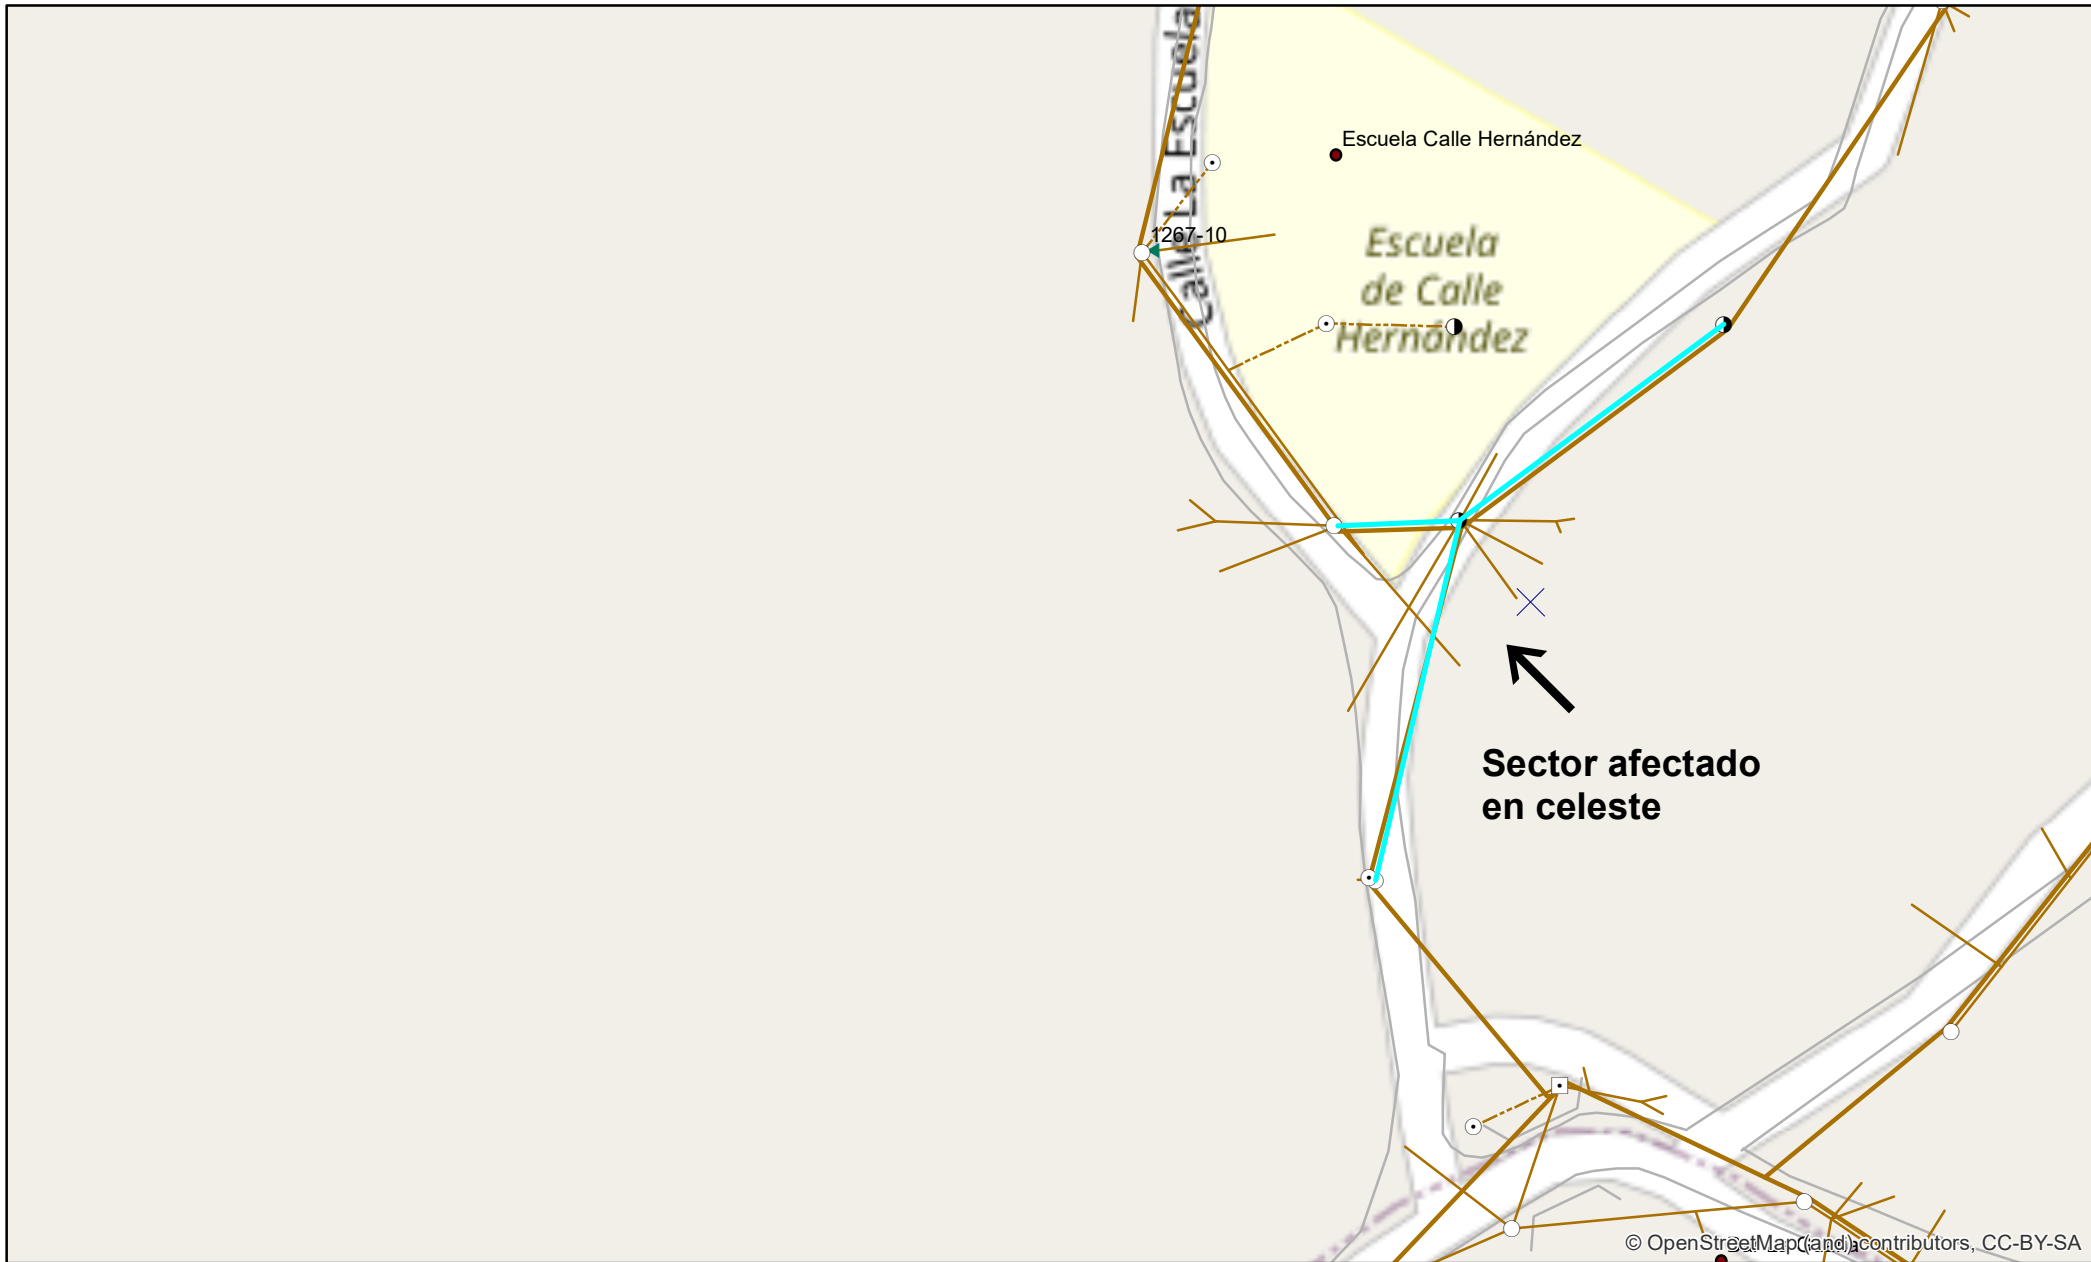 Calle La Escuela
Escuela Calle Hernández
1267-10
Escuela
de Calle
Hernández
Sector afectado
en celeste
© OpenStreetMap (and) contributors, CC-BY-SA